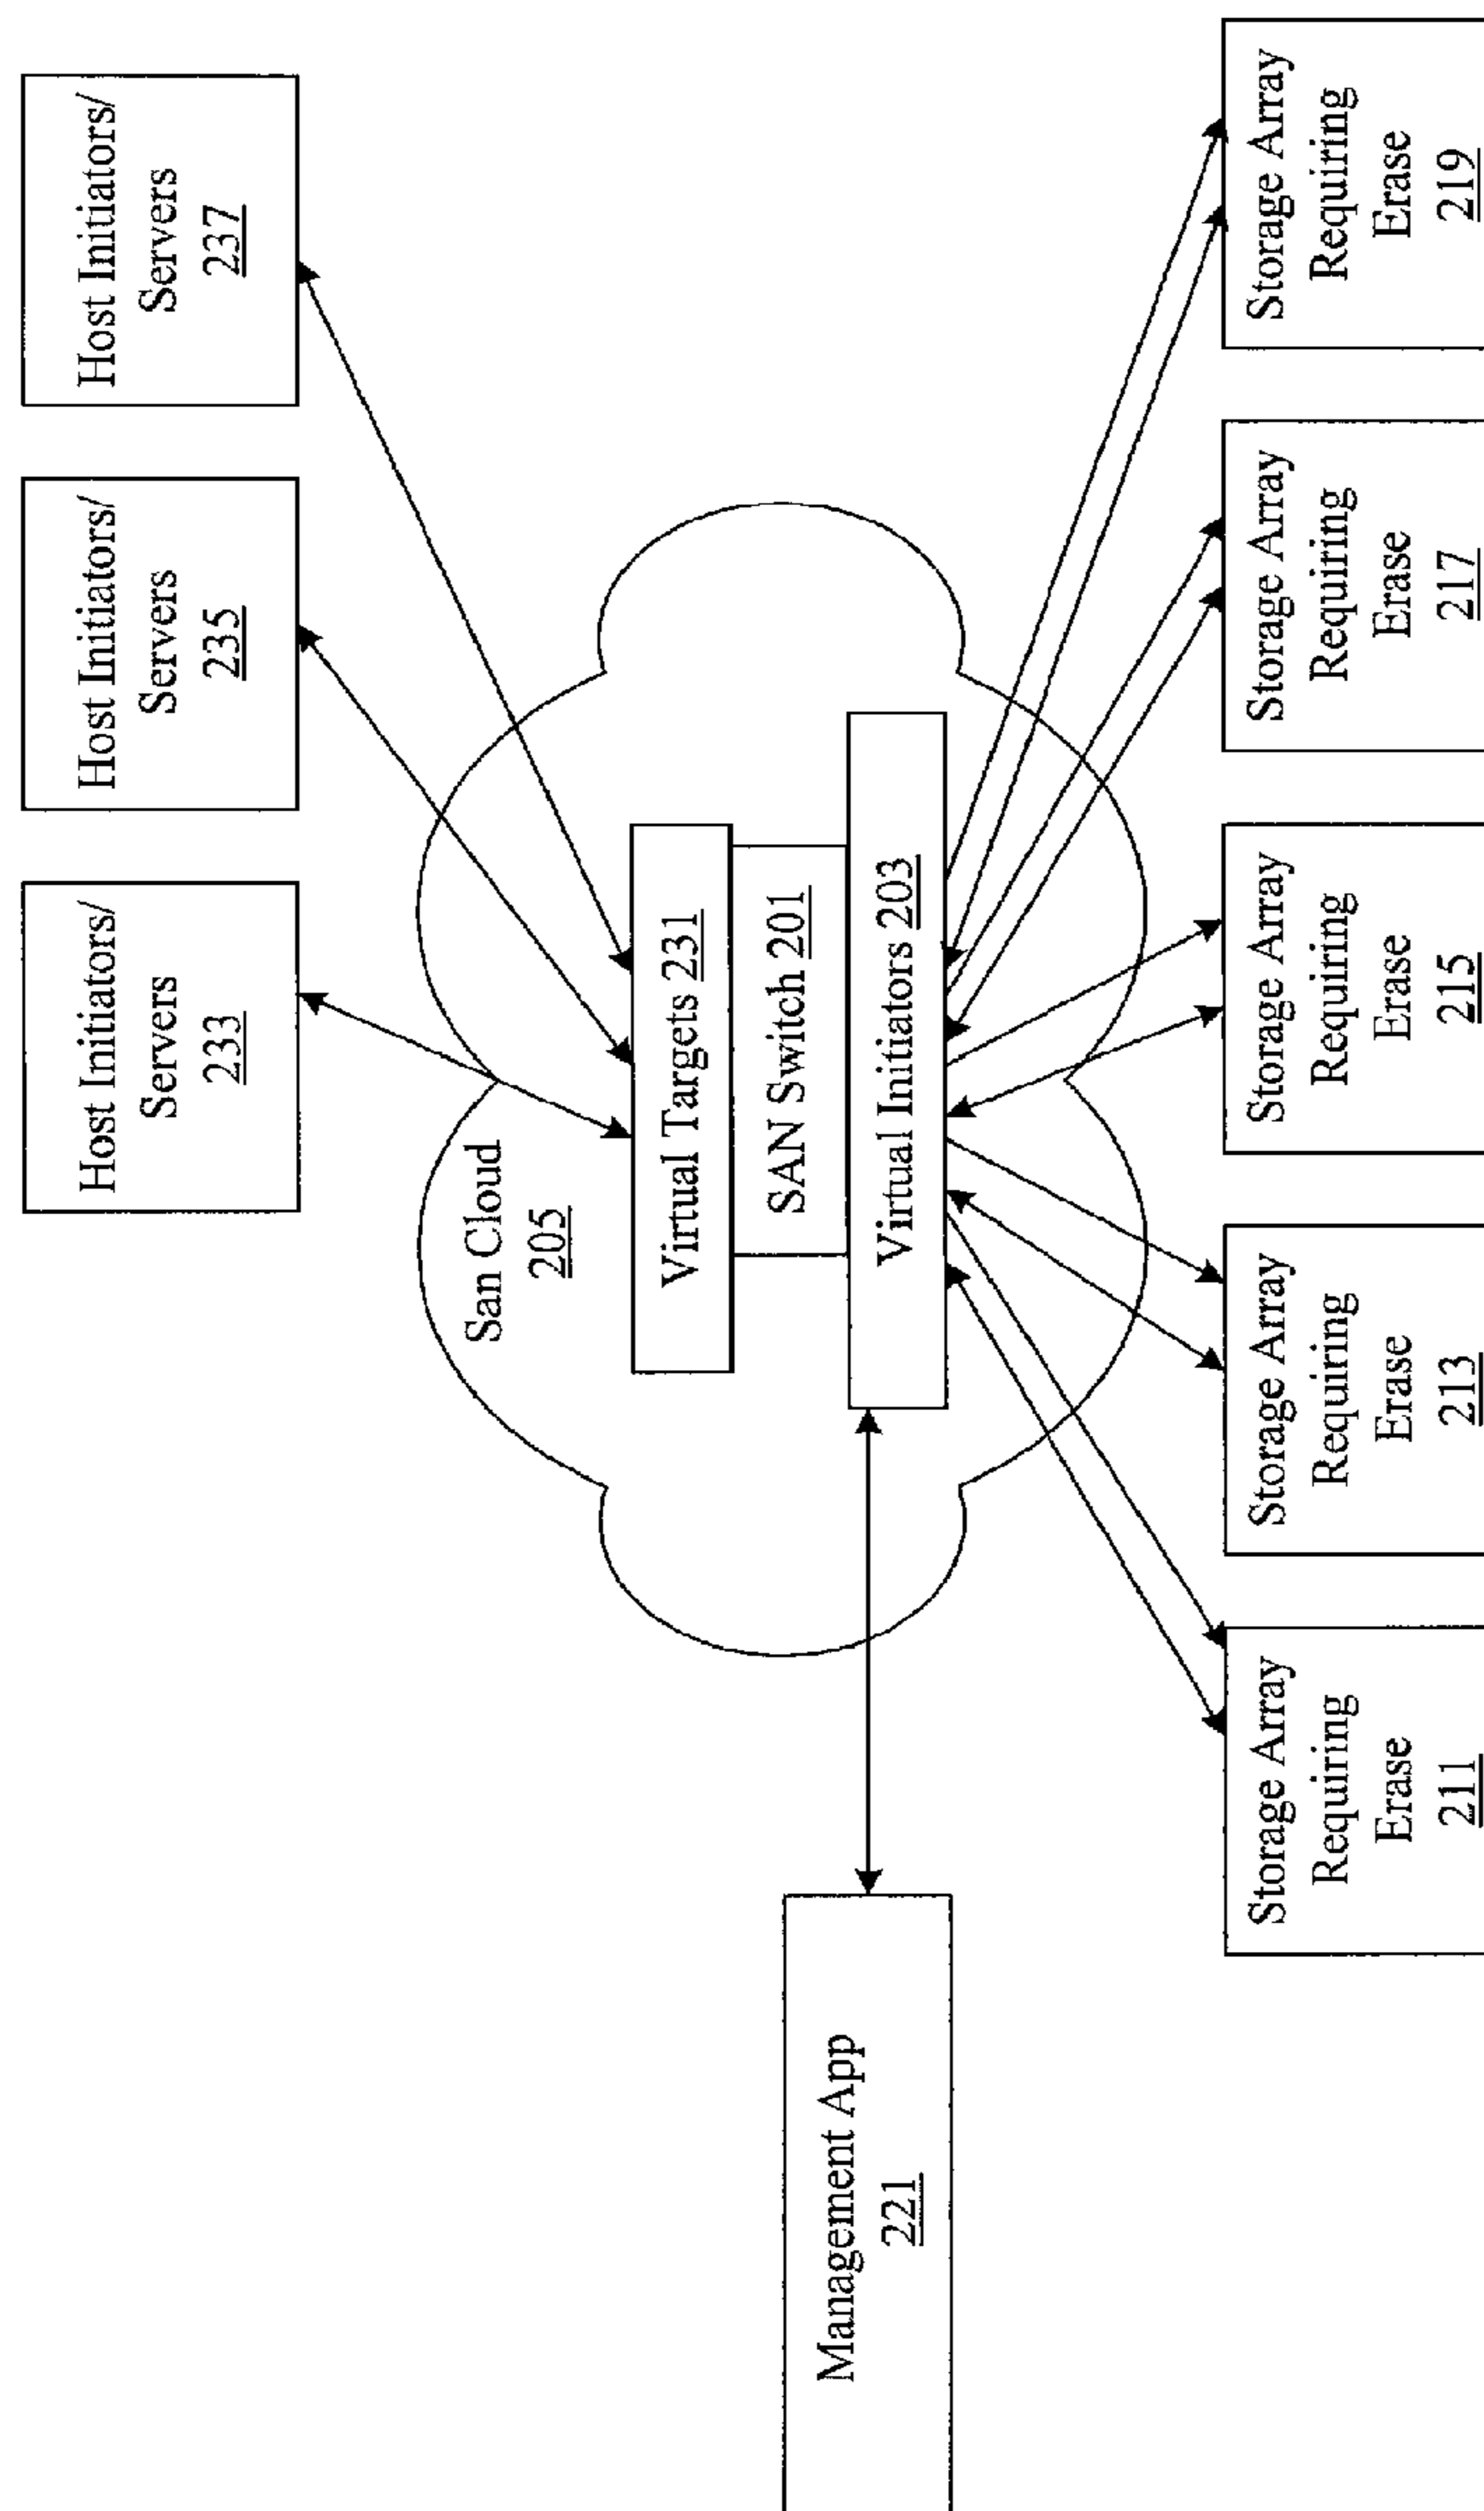 Host Initiators/
Servers
233
Host Initiators/
Servers
235
Host Initiators/
Servers
237
San Cloud
205
Virtual Targets 231
SAN Switch 201
Virtual Initiators 203
Management App
221
Storage Array
Requiring
Erase
211
Storage Array
Requiring
Erase
213
Storage Array
Requiring
Erase
215
Storage Array
Requiring
Erase
217
Storage Array
Requiring
Erase
219